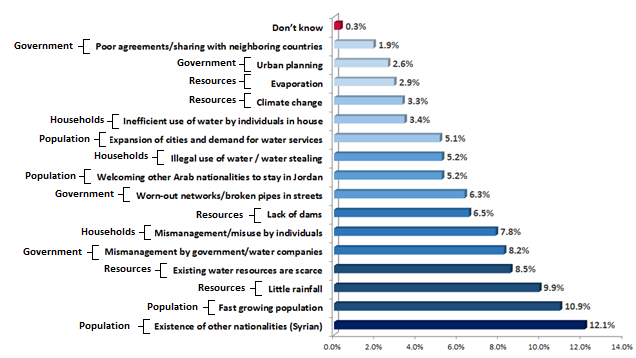 Don't know 0.3%
Government Poor agreements/sharing with neighboring countries 1.9%
Government Urban planning 2.6%
Resources Evaporation 2.9%
Resources Climate change 3.3%
Households Inefficient use of water by individuals in house 3.4%
Population Expansion of cities and demand for water services 5.1%
Households Illegal use of water / water stealing 5.2%
Population Welcoming other Arab nationalities to stay in Jordan 5.2%
Government Worn-out networks/broken pipes in streets 6.3%
Resources Lack of dams 6.5%
Households Mismanagement/misuse by individuals 7.8%
Government Mismanagement by government/water companies 8.2%
Resources Existing water resources are scarce 8.5%
Resources Little rainfall 9.9%
Population Fast growing population 10.9%
Population Existence of other nationalities (Syrian) 12.1%
0.0% 2.0% 4.0% 6.0% 8.0% 10.0% 12.0% 14.0%